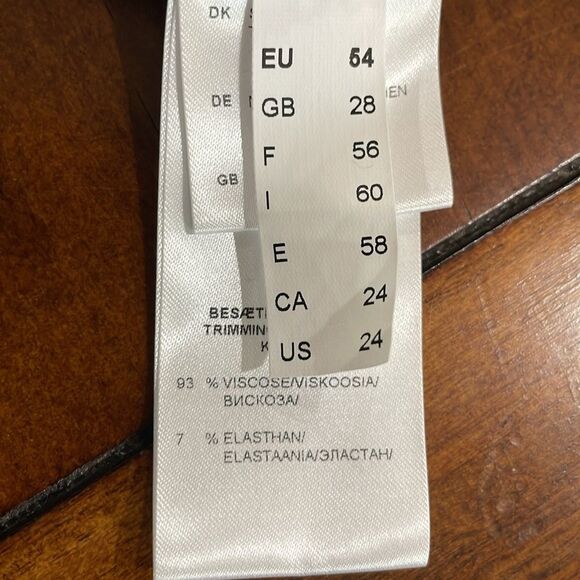 DK
EU 54
DE
GB 28
F 56
GB
I 60
E 58
CA 24
BESÆT
TRIMMIN
US 24
93 % VISCOSE/VISKOOSIA/
ВИСКОЗА/
7 % ELASTHAN/
ELASTAANIA/ЭЛАСТАН/